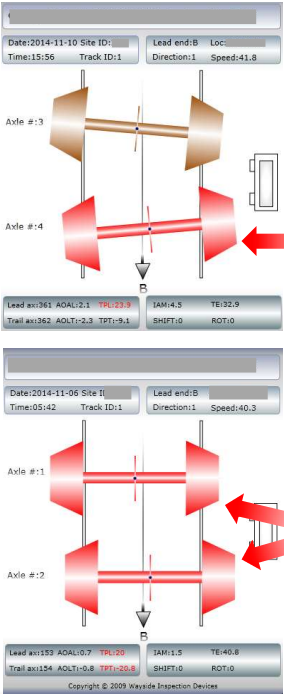 Date:2014-11-10 Site ID:
Time:15:56 Track ID:1
Lead end:B Loc:
Direction:1 Speed:41.8
Axle #:3
Axle #:4
B
Lead ax:361 AOAL:2.1 TPL:23.9
Trail ax:362 AOLT:-2.3 TPT:-9.1
IAM:4.5 TE:32.9
SHIFT:0 ROT:0
Date:2014-11-06 Site I
Time:05:42 Track ID:1
Lead end:B
Direction:1 Speed:40.3
Axle #:1
Axle #:2
B
Lead ax:153 AOAL:0.7 TPL:20
Trail ax:154 AOLT:-0.8 TPT:-20.8
IAM:1.5 TE:40.8
SHIFT:0 ROT:0
Copyright © 2009 Wayside Inspection Devices